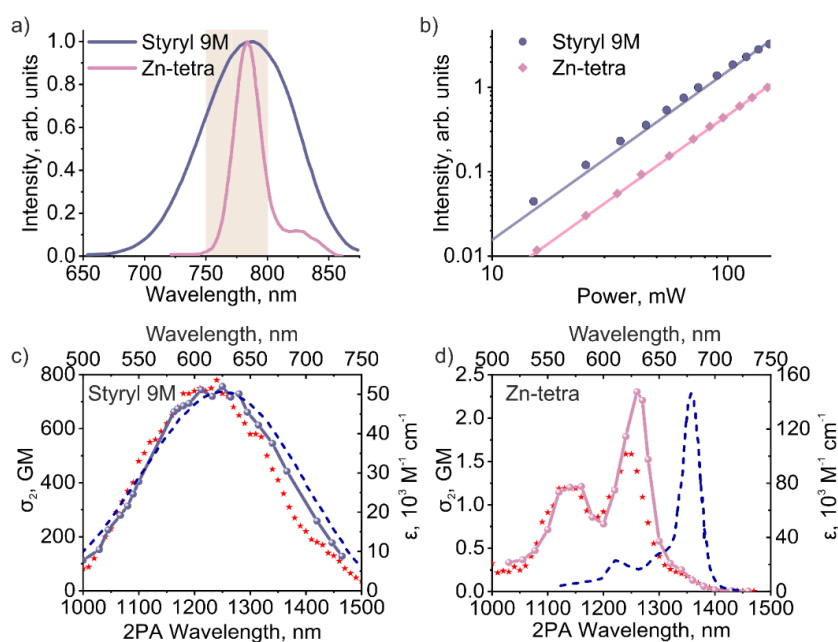 a)
Styryl 9M
Zn-tetra
Intensity, arb. units
1.0
0.8
0.6
0.4
0.2
0.0
650 700 750 800 850
Wavelength, nm
b)
Styryl 9M
Zn-tetra
Intensity, arb. units
1
0.1
0.01
10 100
Power, mW
c)
Wavelength, nm
500 550 600 650 700 750
Styryl 9M
σ2, GM
800
600
400
200
0
50
40
30
20
10
0
ε, 10³ M⁻¹ cm⁻¹
1000 1100 1200 1300 1400 1500
2PA Wavelength, nm
d)
Wavelength, nm
500 550 600 650 700 750
Zn-tetra
σ2, GM
2.5
2.0
1.5
1.0
0.5
0.0
160
120
80
40
0
ε, 10³ M⁻¹ cm⁻¹
1000 1100 1200 1300 1400 1500
2PA Wavelength, nm